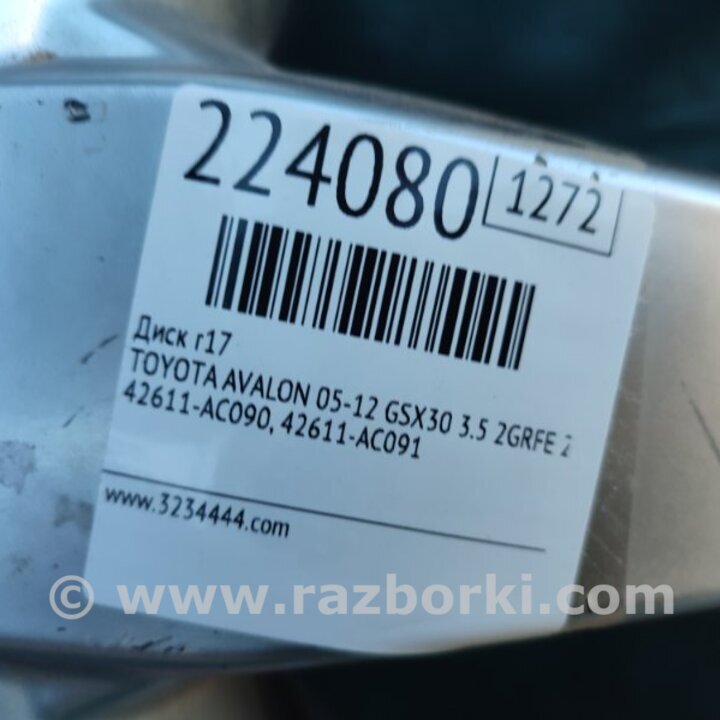 224080 1272
Диск r17
TOYOTA AVALON 05-12 GSX30 3.5 2GRFE 2
42611-AC090, 42611-AC091
www.3234444.com
© www.razborki.com